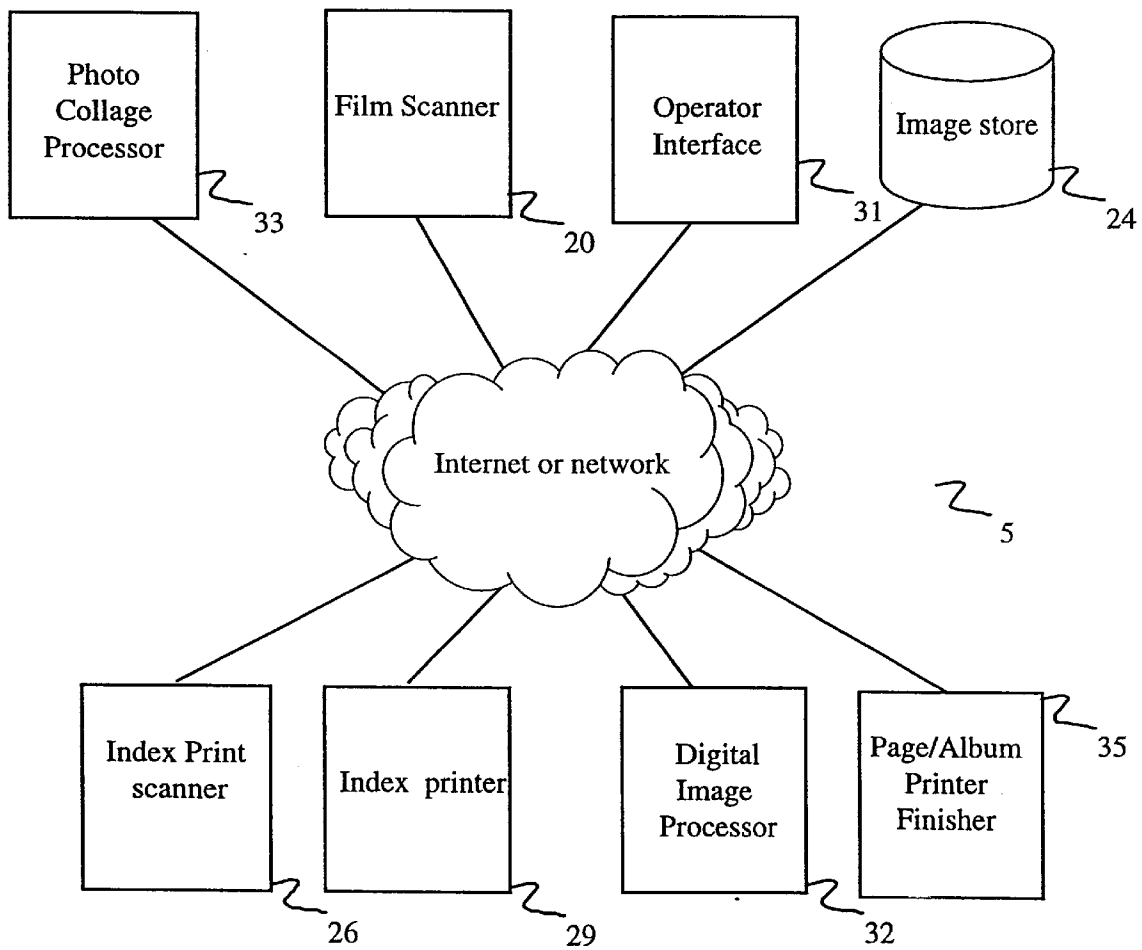 Photo
Collage
Processor
33
Film Scanner
20
Operator
Interface
31
Image store
24
Internet or network
5
Index Print
scanner
26
Index printer
29
Digital
Image
Processor
32
Page/Album
Printer
Finisher
35